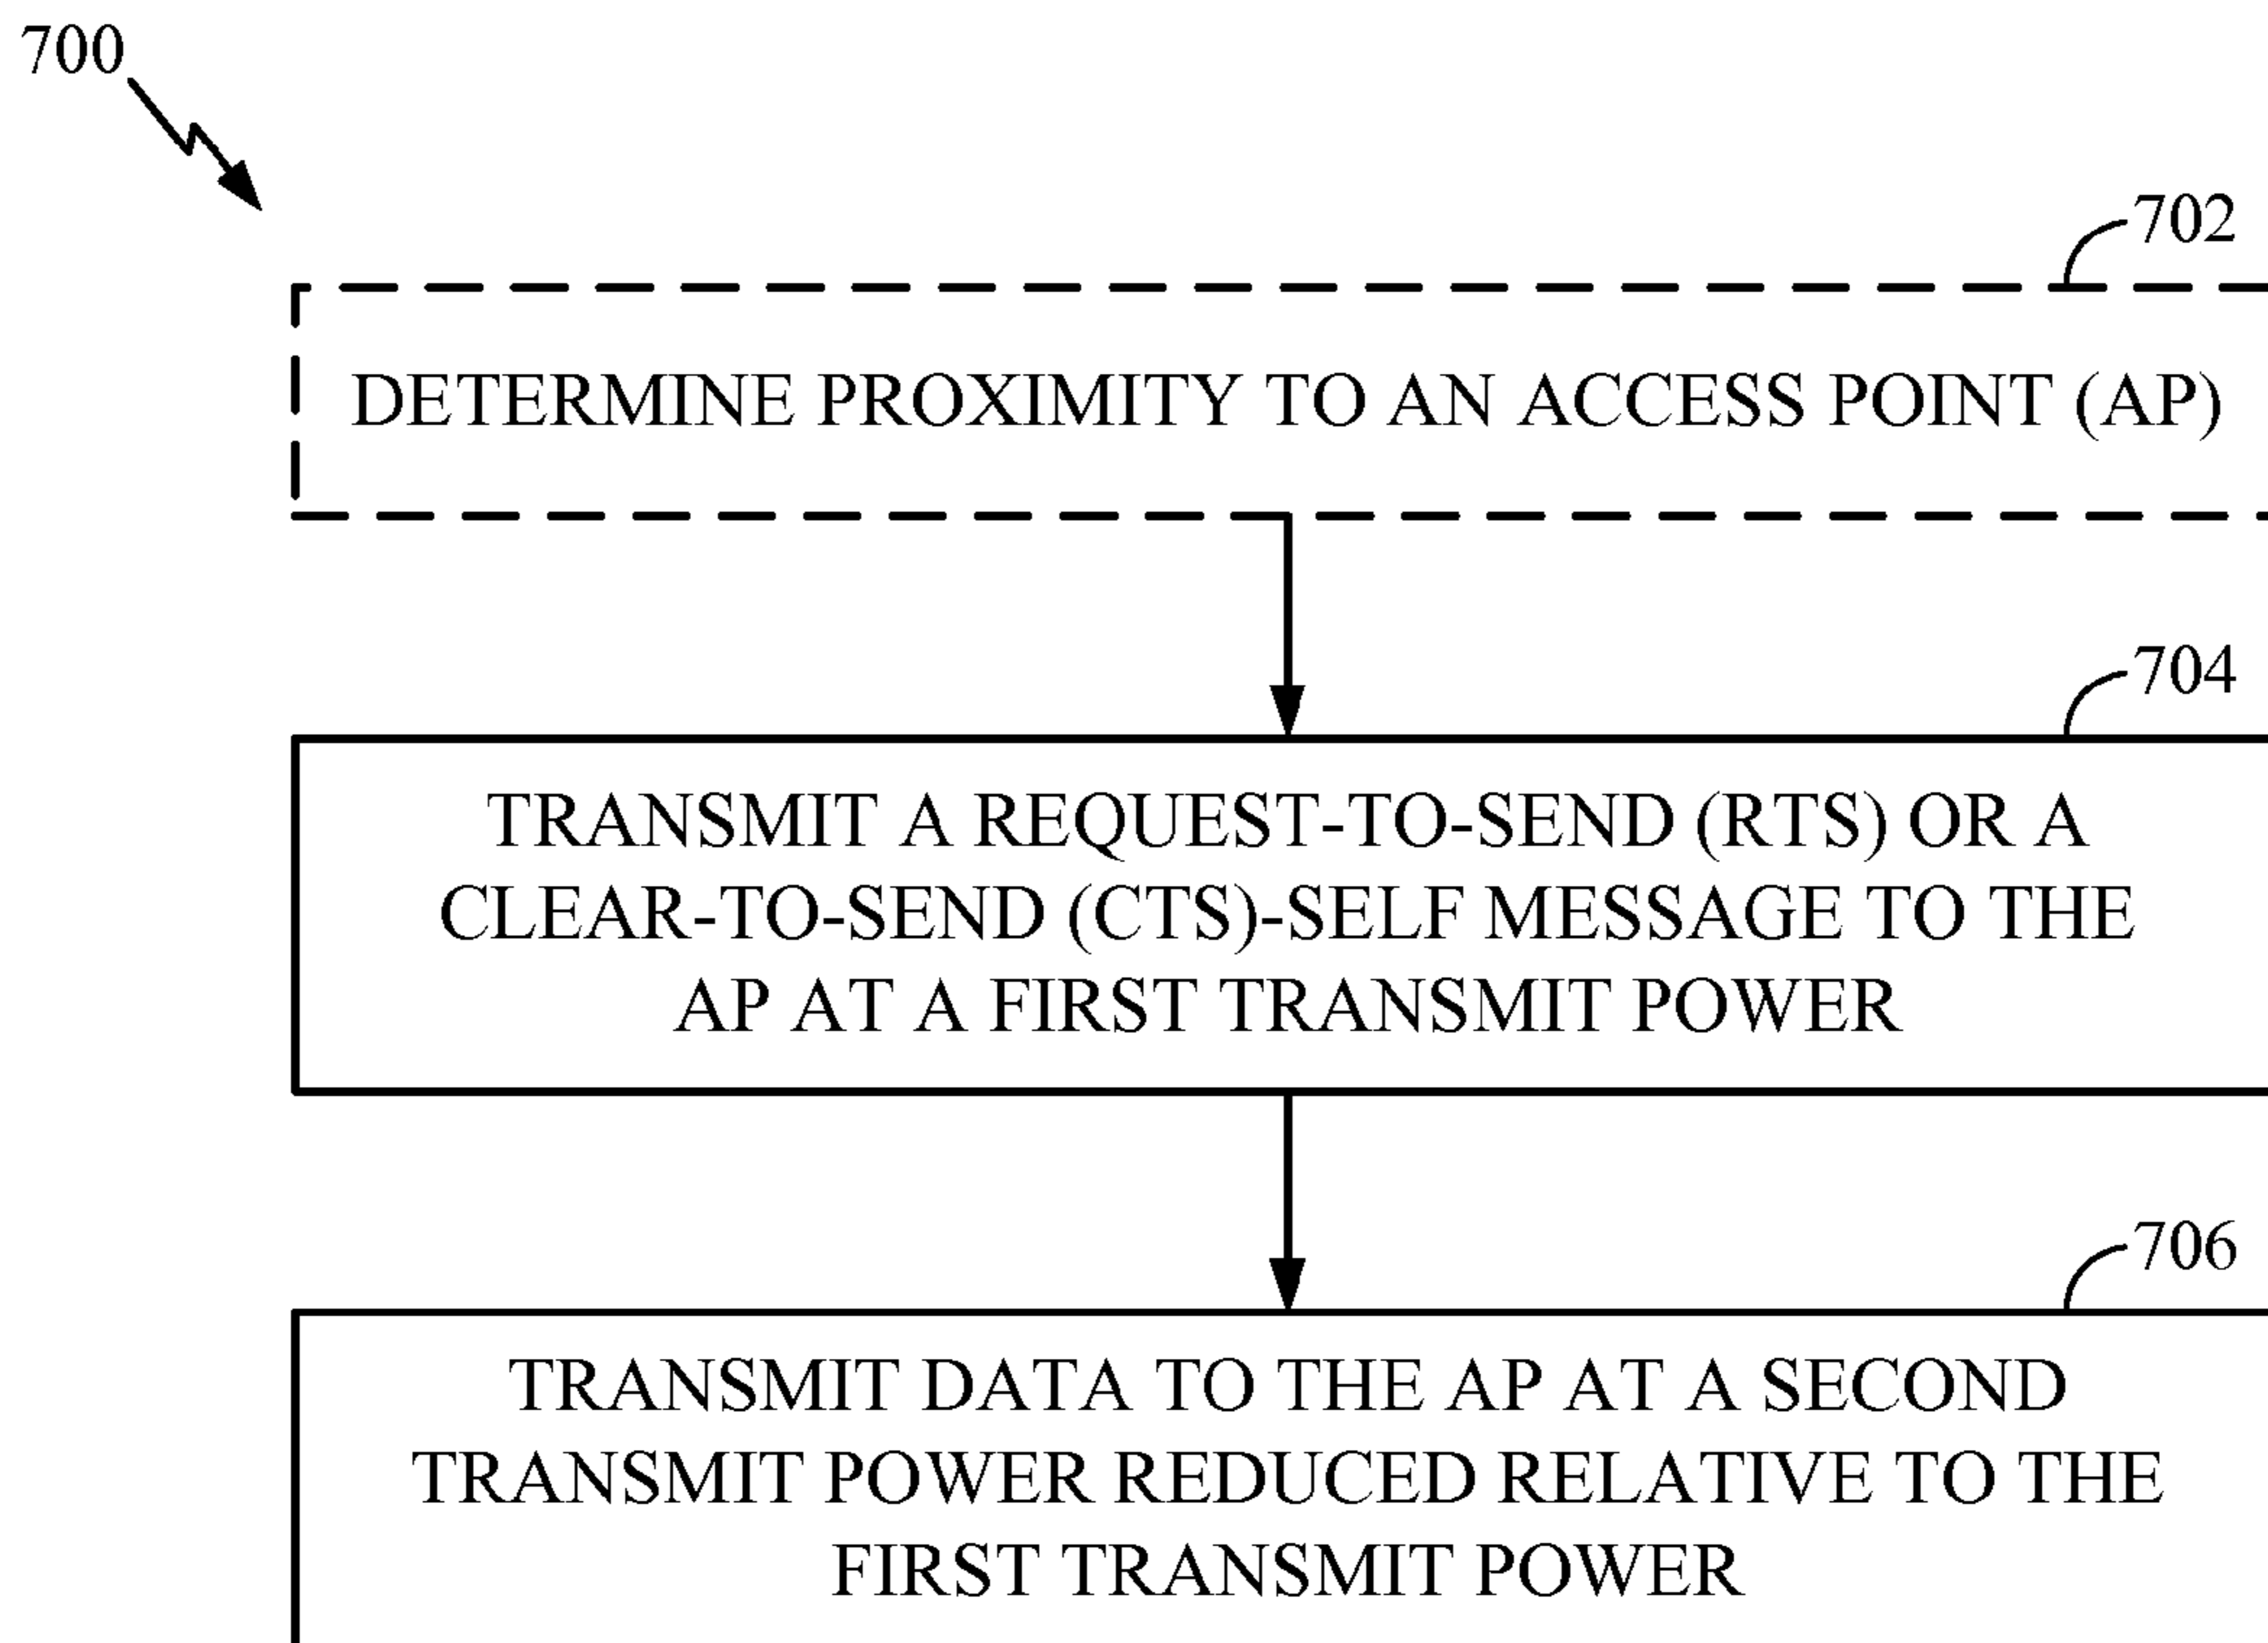 700
702
DETERMINE PROXIMITY TO AN ACCESS POINT (AP)
704
TRANSMIT A REQUEST-TO-SEND (RTS) OR A
CLEAR-TO-SEND (CTS)-SELF MESSAGE TO THE
AP AT A FIRST TRANSMIT POWER
706
TRANSMIT DATA TO THE AP AT A SECOND
TRANSMIT POWER REDUCED RELATIVE TO THE
FIRST TRANSMIT POWER